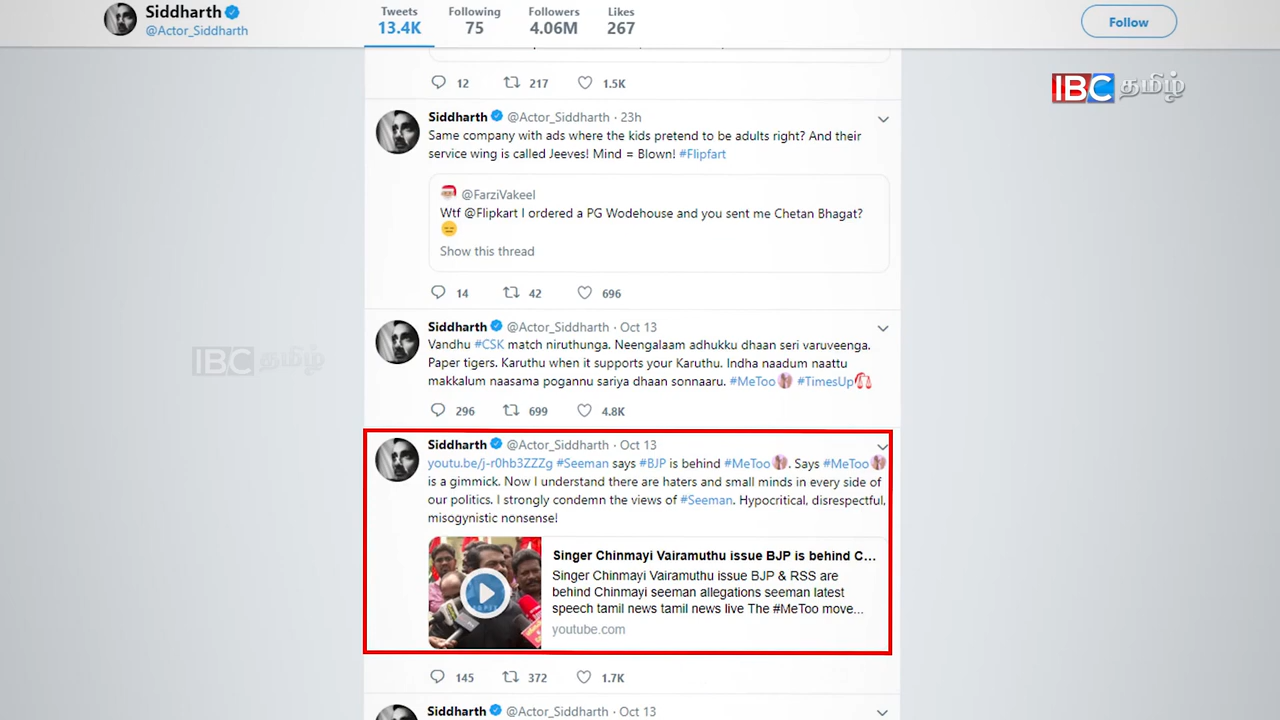 Siddharth
@Actor_Siddharth
Tweets Following Followers Likes
13.4K 75 4.06M 267
Follow
IBC தமிழ்
12 217 1.5K
Siddharth @Actor_Siddharth · 23h
Same company with ads where the kids pretend to be adults right? And their
service wing is called Jeeves! Mind = Blown! #Flipfart
@FarziVakeel
Wtf @Flipkart I ordered a PG Wodehouse and you sent me Chetan Bhagat?
😑
Show this thread
14 42 696
Siddharth @Actor_Siddharth · Oct 13
Vandhu #CSK match niruthunga. Neengalaam adhukku dhaan seri varuveenga.
Paper tigers. Karuthu when it supports your Karuthu. Indha naadum naattu
makkalum naasama pogannu sariya dhaan sonnaaru. #MeToo #TimesUp
IBC தமிழ்
296 699 4.8K
Siddharth @Actor_Siddharth · Oct 13
youtu.be/j-r0hb3ZZZg #Seeman says #BJP is behind #MeToo. Says #MeToo
is a gimmick. Now I understand there are haters and small minds in every side of
our politics. I strongly condemn the views of #Seeman. Hypocritical, disrespectful,
misogynistic nonsense!
Singer Chinmayi Vairamuthu issue BJP is behind C...
Singer Chinmayi Vairamuthu issue BJP & RSS are
behind Chinmayi seeman allegations seeman latest
speech tamil news tamil news live The #MeToo move...
youtube.com
145 372 1.7K
Siddharth @Actor_Siddharth · Oct 13